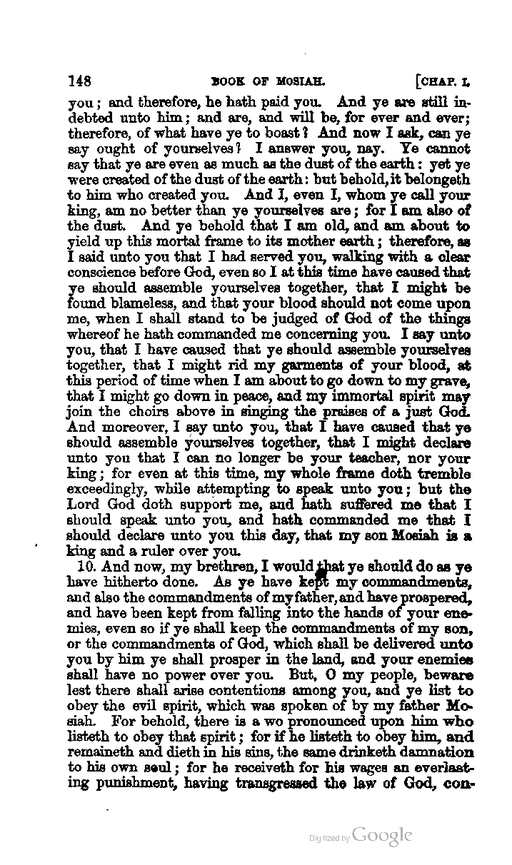 148 BOOK OF MOSIAH. [CHAP. I.
you; and therefore, he hath paid you. And ye are still in-
debted unto him; and are, and will be, for ever and ever;
therefore, of what have ye to boast? And now I ask, can ye
say ought of yourselves? I answer you, nay. Ye cannot
say that ye are even as much as the dust of the earth: yet ye
were created of the dust of the earth: but behold, it belongeth
to him who created you. And I, even I, whom ye call your
king, am no better than ye yourselves are; for I am also of
the dust. And ye behold that I am old, and am about to
yield up this mortal frame to its mother earth; therefore, as
I said unto you that I had served you, walking with a clear
conscience before God, even so I at this time have caused that
ye should assemble yourselves together, that I might be
found blameless, and that your blood should not come upon
me, when I shall stand to be judged of God of the things
whereof he hath commanded me concerning you. I say unto
you, that I have caused that ye should assemble yourselves
together, that I might rid my garments of your blood, at
this period of time when I am about to go down to my grave,
that I might go down in peace, and my immortal spirit may
join the choirs above in singing the praises of a just God.
And moreover, I say unto you, that I have caused that ye
should assemble yourselves together, that I might declare
unto you that I can no longer be your teacher, nor your
king; for even at this time, my whole frame doth tremble
exceedingly, while attempting to speak unto you; but the
Lord God doth support me, and hath suffered me that I
should speak unto you, and hath commanded me that I
should declare unto you this day, that my son Mosiah is a
king and a ruler over you.
10. And now, my brethren, I would that ye should do as ye
have hitherto done. As ye have kept my commandments,
and also the commandments of my father, and have prospered,
and have been kept from falling into the hands of your ene-
mies, even so if ye shall keep the commandments of my son,
or the commandments of God, which shall be delivered unto
you by him ye shall prosper in the land, and your enemies
shall have no power over you. But, O my people, beware
lest there shall arise contentions among you, and ye list to
obey the evil spirit, which was spoken of by my father Mo-
siah. For behold, there is a wo pronounced upon him who
listeth to obey that spirit; for if he listeth to obey him, and
remaineth and dieth in his sins, the same drinketh damnation
to his own soul; for he receiveth for his wages an everlast-
ing punishment, having transgressed the law of God, con-
Digitized by Google